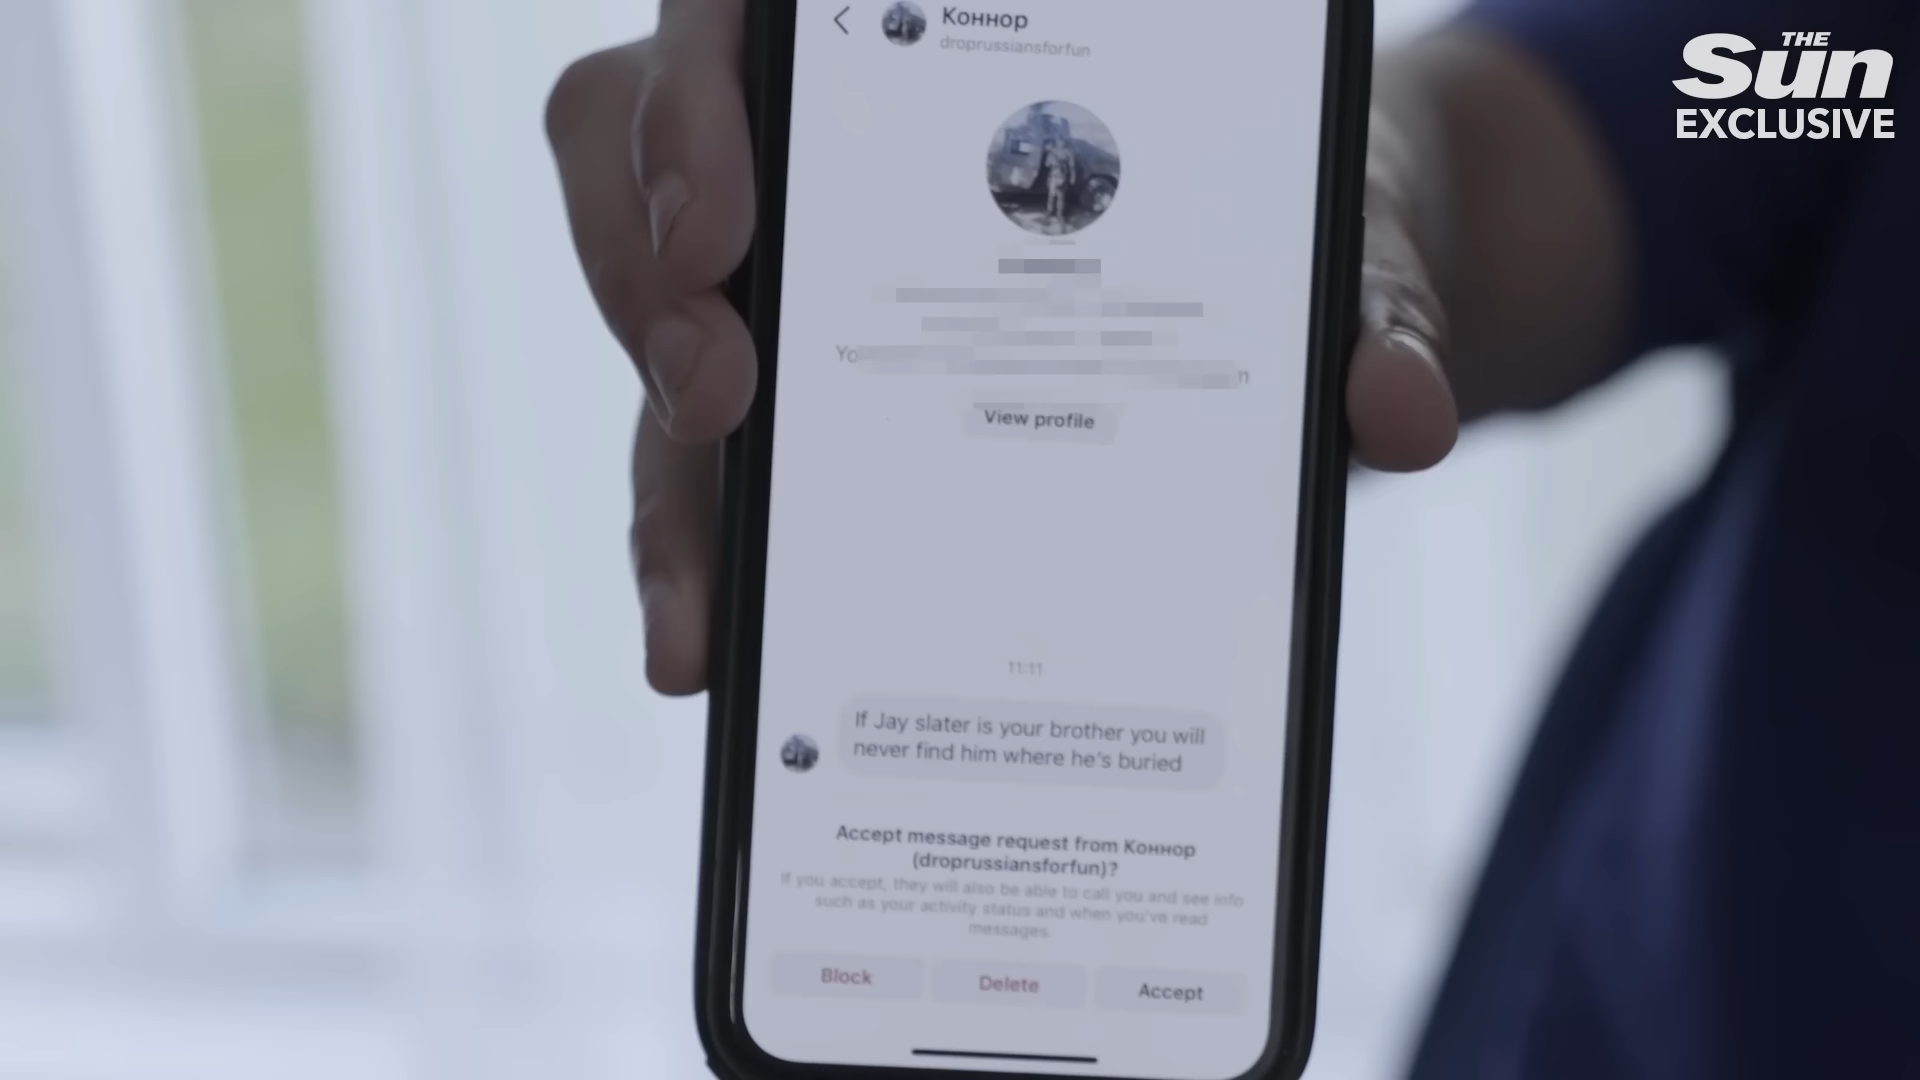 Коннор
droprussiansforfun
THE
Sun
EXCLUSIVE
View profile
11:11
If Jay slater is your brother you will
never find him where he's buried
Accept message request from Коннор
(droprussiansforfun)?
If you accept, they will also be able to call you and see info
such as your activity status and when you've read
messages.
Block
Delete
Accept